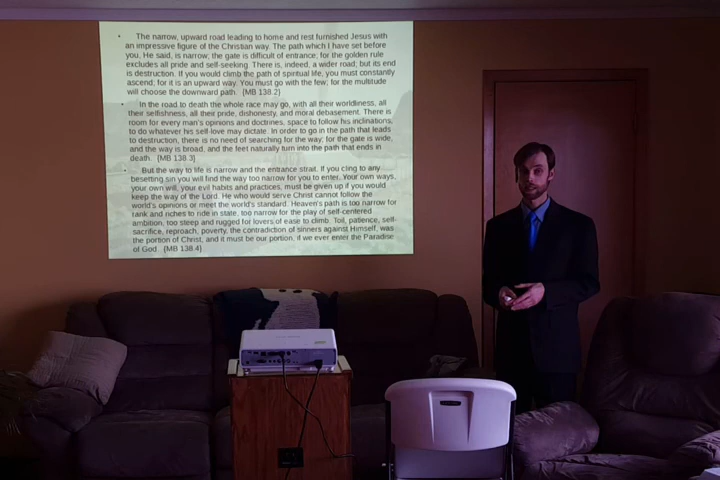 • The narrow, upward road leading to home and rest furnished Jesus with
an impressive figure of the Christian way. The path which I have set before
you, He said, is narrow; the gate is difficult of entrance; for the golden rule
excludes all pride and self-seeking. There is, indeed, a wider road; but its end
is destruction. If you would climb the path of spiritual life, you must constantly
ascend; for it is an upward way. You must go with the few; for the multitude
will choose the downward path. {MB 138.2}
• In the road to death the whole race may go, with all their worldliness, all
their selfishness, all their pride, dishonesty, and moral debasement. There is
room for every man's opinions and doctrines, space to follow his inclinations,
to do whatever his self-love may dictate. In order to go in the path that leads
to destruction, there is no need of searching for the way; for the gate is wide,
and the way is broad, and the feet naturally turn into the path that ends in
death. {MB 138.3}
• But the way to life is narrow and the entrance strait. If you cling to any
besetting sin you will find the way too narrow for you to enter. Your own ways,
your own will, your evil habits and practices, must be given up if you would
keep the way of the Lord. He who would serve Christ cannot follow the
world's opinions or meet the world's standard. Heaven's path is too narrow for
rank and riches to ride in state, too narrow for the play of self-centered
ambition, too steep and rugged for lovers of ease to climb. Toil, patience, self-
sacrifice, reproach, poverty, the contradiction of sinners against Himself, was
the portion of Christ, and it must be our portion, if we ever enter the Paradise
of God. {MB 138.4}